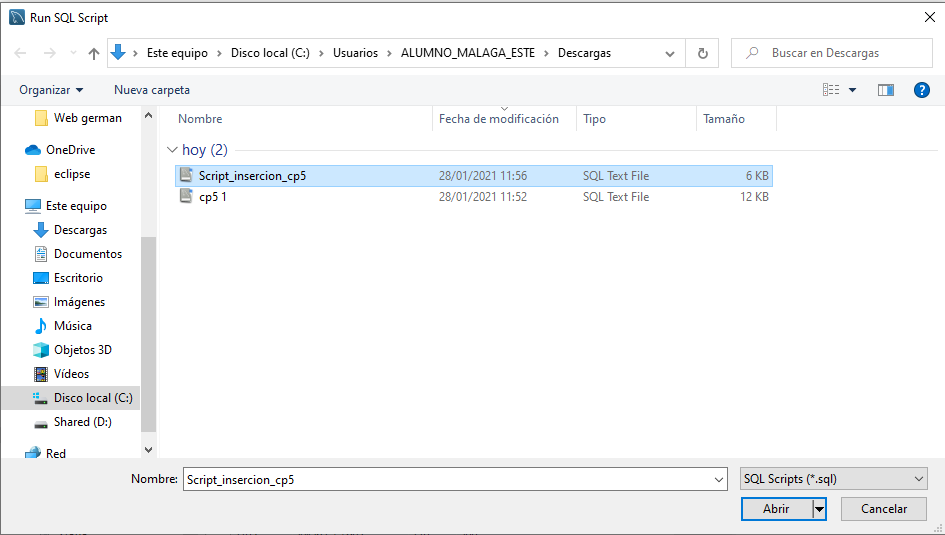 Run SQL Script
Este equipo > Disco local (C:) > Usuarios > ALUMNO_MALAGA_ESTE > Descargas
Buscar en Descargas
Organizar
Nueva carpeta
Web german
OneDrive
eclipse
Este equipo
Descargas
Documentos
Escritorio
Imágenes
Música
Objetos 3D
Vídeos
Disco local (C:)
Shared (D:)
Red
Nombre Fecha de modificación Tipo Tamaño
hoy (2)
Script_insercion_cp5 28/01/2021 11:56 SQL Text File 6 KB
cp5 1 28/01/2021 11:52 SQL Text File 12 KB
Nombre: Script_insercion_cp5 SQL Scripts (*.sql)
Abrir Cancelar